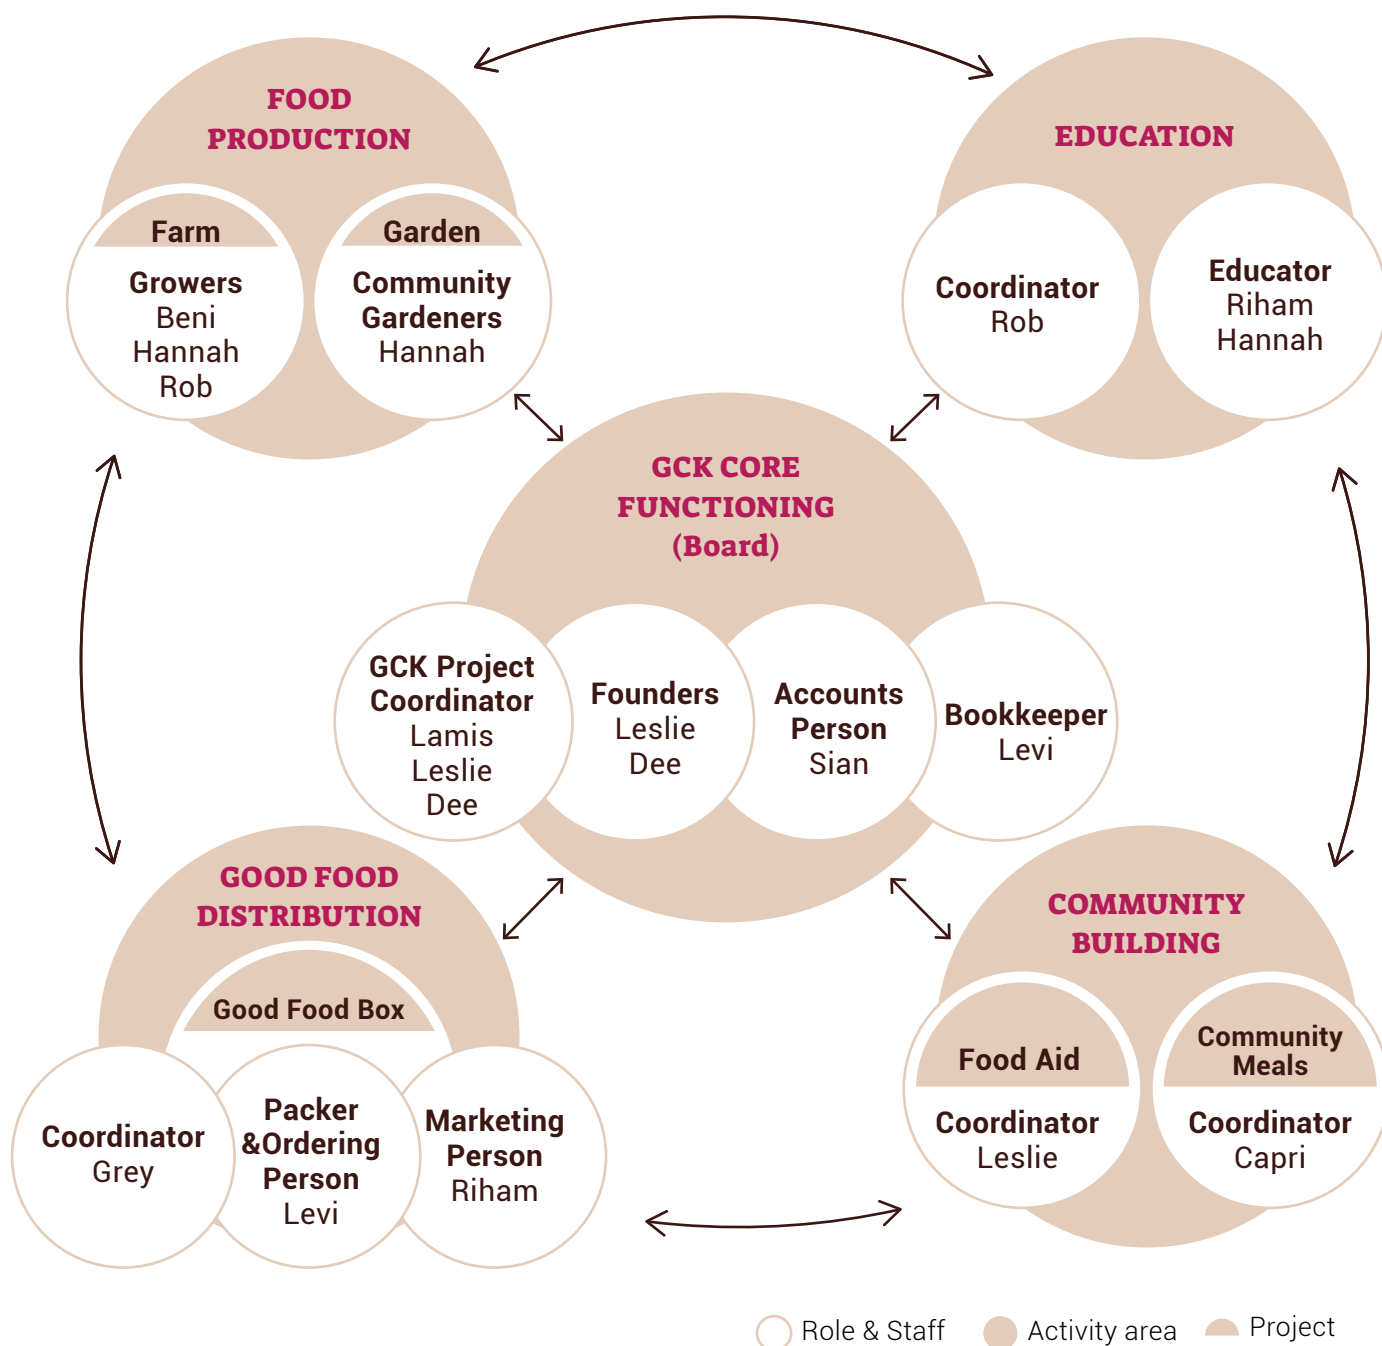 FOOD
PRODUCTION
Farm
Growers
Beni
Hannah
Rob
Garden
Community
Gardeners
Hannah
EDUCATION
Coordinator
Rob
Educator
Riham
Hannah
GCK CORE
FUNCTIONING
(Board)
GCK Project
Coordinator
Lamis
Leslie
Dee
Founders
Leslie
Dee
Accounts
Person
Sian
Bookkeeper
Levi
GOOD FOOD
DISTRIBUTION
Good Food Box
Coordinator
Grey
Packer
&Ordering
Person
Levi
Marketing
Person
Riham
COMMUNITY
BUILDING
Food Aid
Coordinator
Leslie
Community
Meals
Coordinator
Capri
Role & Staff
Activity area
Project